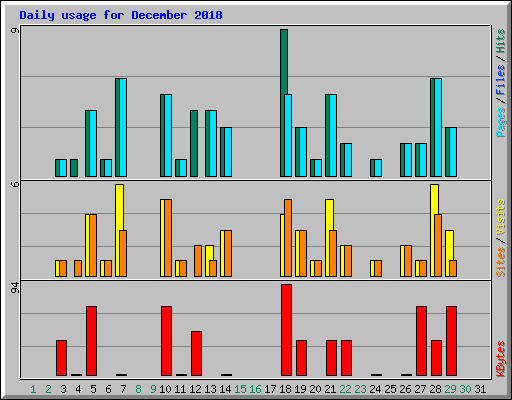 Daily usage for December 2018
9
6
94
Pages / Files / Hits
Sites / Visits
KBytes
1 2 3 4 5 6 7 8 9 10 11 12 13 14 15 16 17 18 19 20 21 22 23 24 25 26 27 28 29 30 31